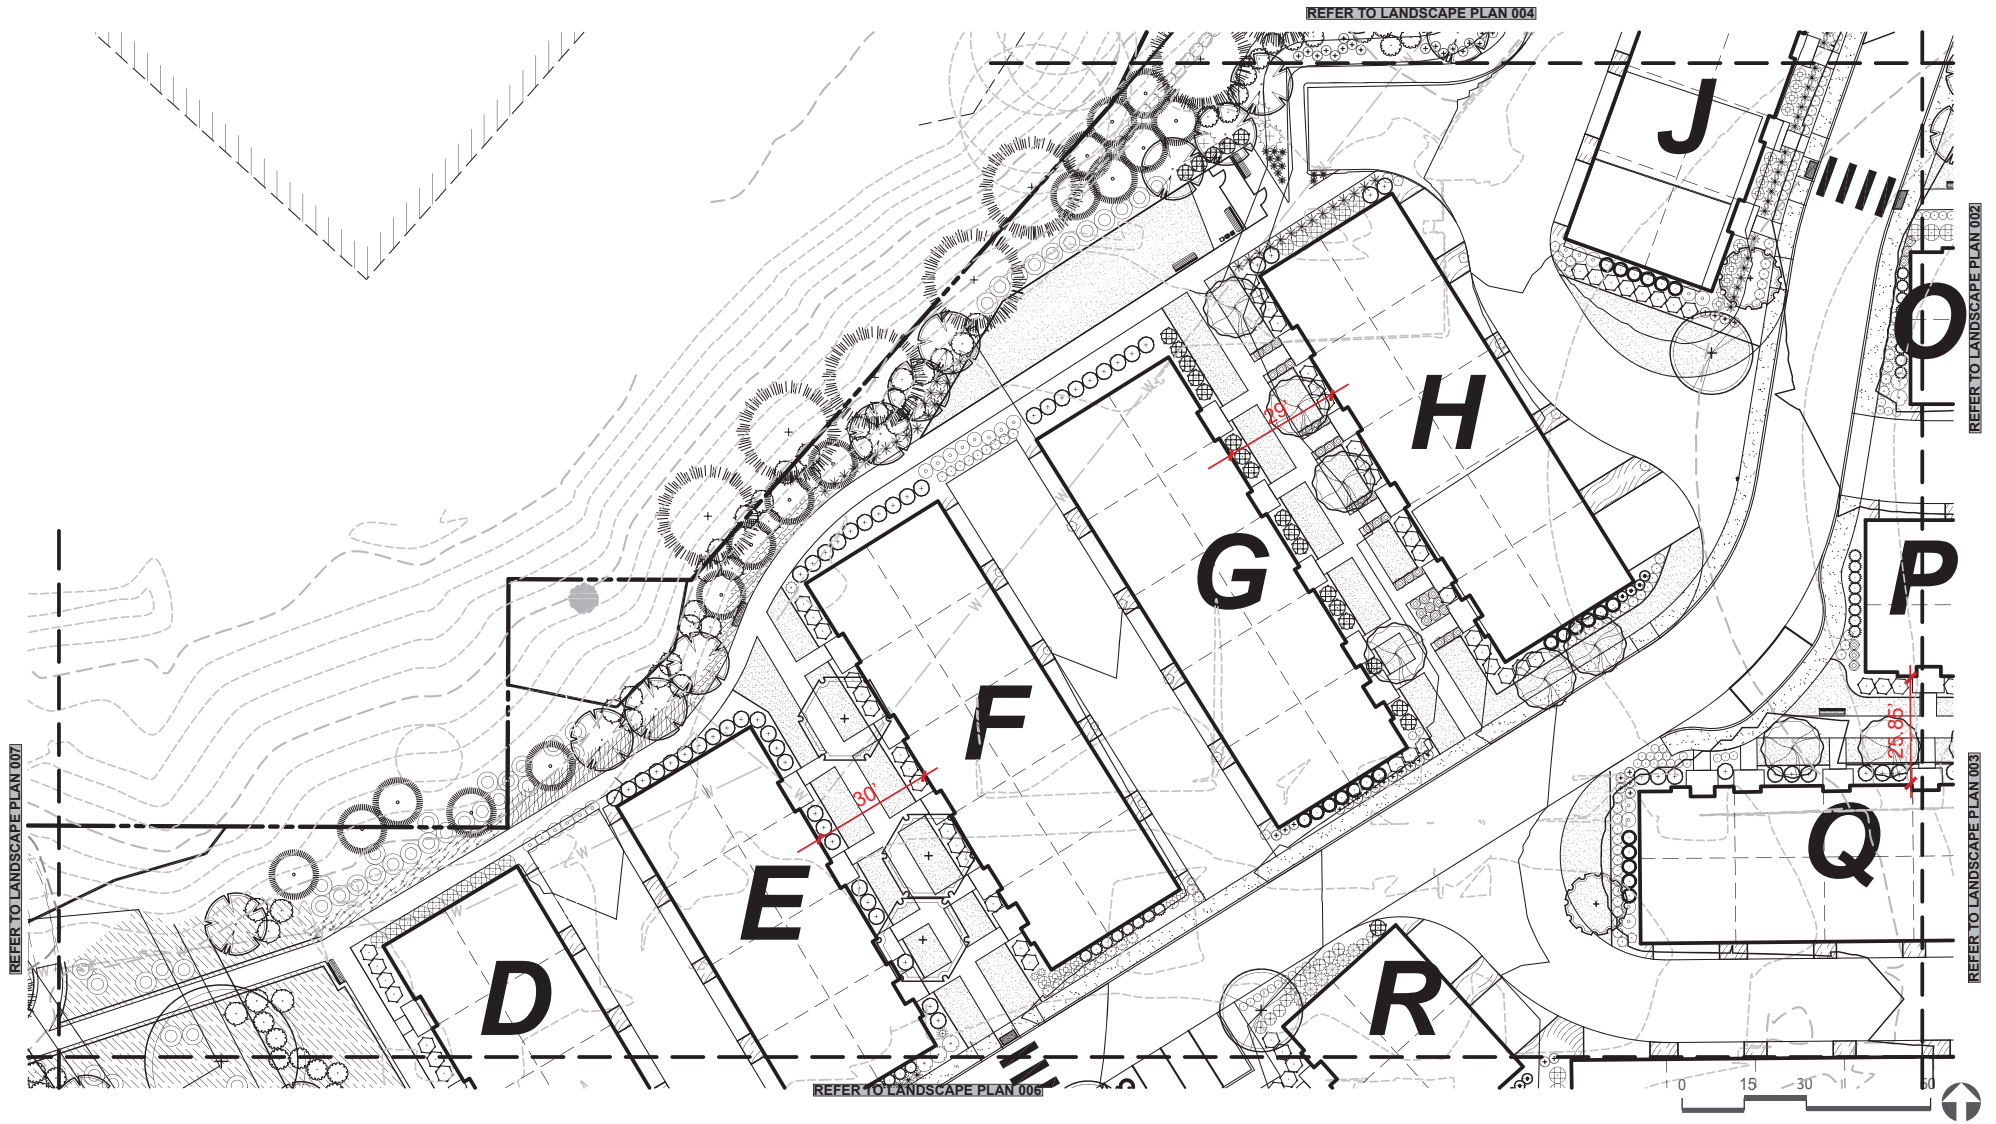 REFER TO LANDSCAPE PLAN 004
J
REFER TO LANDSCAPE PLAN 002
O
29'
H
G
P
F
25.85'
REFER TO LANDSCAPE PLAN 007
REFER TO LANDSCAPE PLAN 003
30'
Q
E
D
R
REFER TO LANDSCAPE PLAN 006
0 15 30 60
W
W
W
W
W
W
W